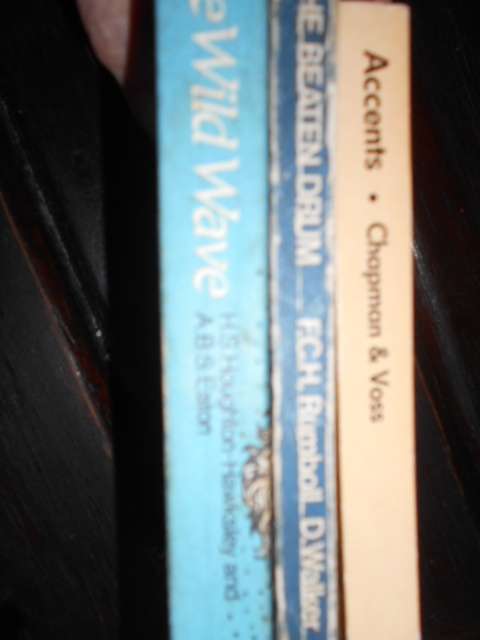 e Wild Wave
H.S. Houghton-Hawksley and
A.B.S. Eaton
HE BEATEN DRUM F.C.H. Rumboll, D. Walker
Accents • Chapman & Voss